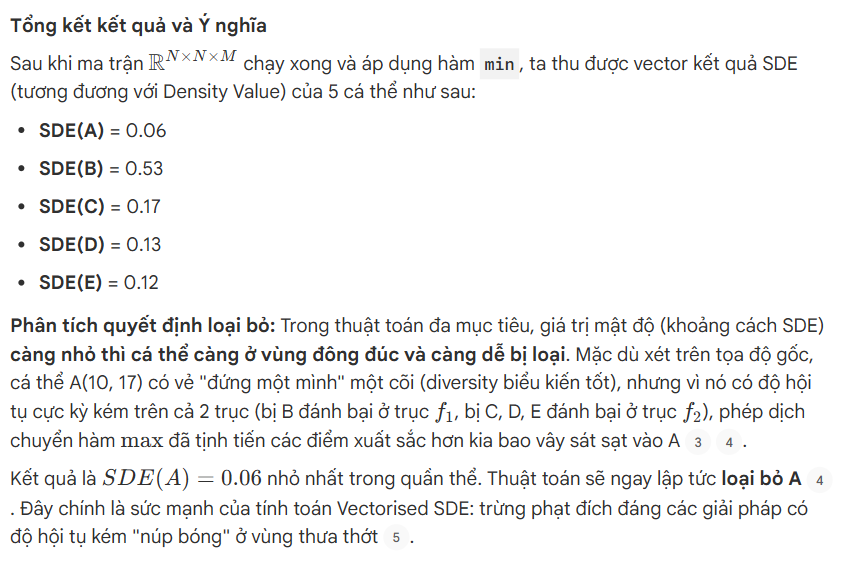 Tổng kết kết quả và Ý nghĩa
Sau khi ma trận ℝ^{N×N×M} chạy xong và áp dụng hàm min, ta thu được vector kết quả SDE
(tương đương với Density Value) của 5 cá thể như sau:
• SDE(A) = 0.06
• SDE(B) = 0.53
• SDE(C) = 0.17
• SDE(D) = 0.13
• SDE(E) = 0.12
Phân tích quyết định loại bỏ: Trong thuật toán đa mục tiêu, giá trị mật độ (khoảng cách SDE)
càng nhỏ thì cá thể càng ở vùng đông đúc và càng dễ bị loại. Mặc dù xét trên tọa độ gốc,
cá thể A(10, 17) có vẻ "đứng một mình" một cõi (diversity biểu kiến tốt), nhưng vì nó có độ hội
tụ cực kỳ kém trên cả 2 trục (bị B đánh bại ở trục f₁, bị C, D, E đánh bại ở trục f₂), phép dịch
chuyển hàm max đã tịnh tiến các điểm xuất sắc hơn kia bao vây sát sạt vào A 3 4 .
Kết quả là SDE(A) = 0.06 nhỏ nhất trong quần thể. Thuật toán sẽ ngay lập tức loại bỏ A 4
. Đây chính là sức mạnh của tính toán Vectorised SDE: trừng phạt đích đáng các giải pháp có
độ hội tụ kém "núp bóng" ở vùng thưa thớt 5 .